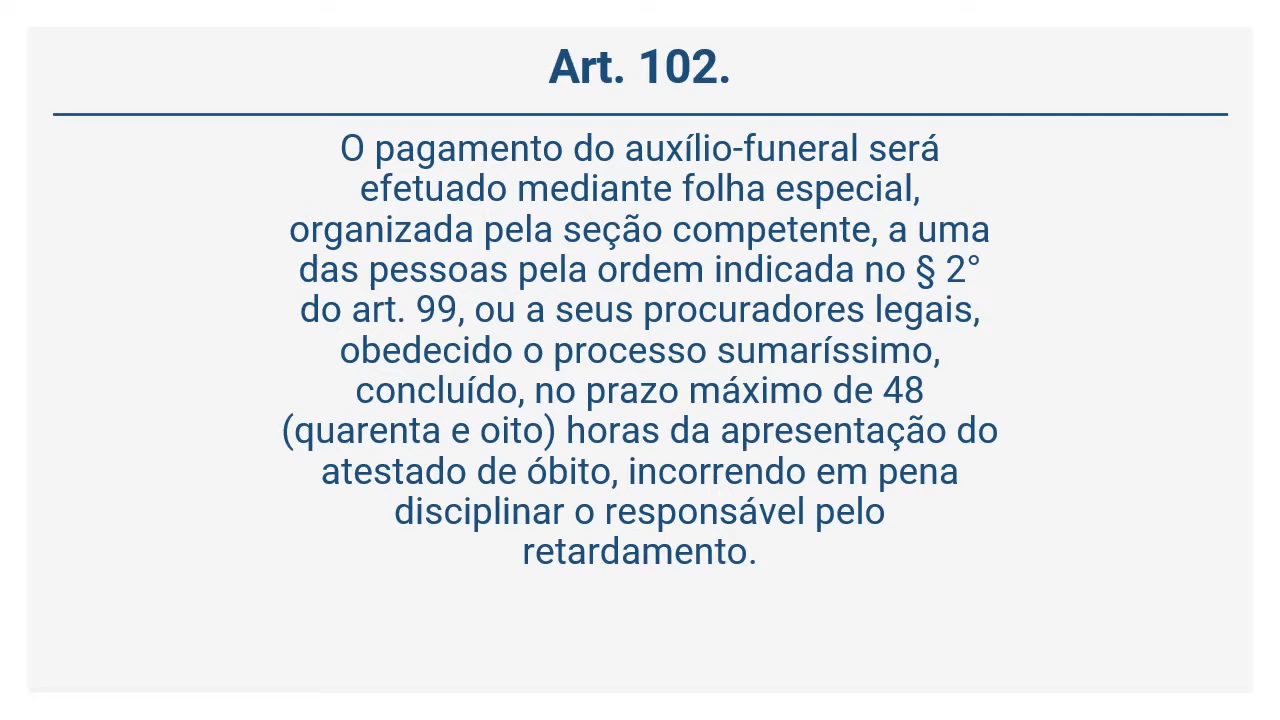 Art. 102.
O pagamento do auxílio-funeral será
efetuado mediante folha especial,
organizada pela seção competente, a uma
das pessoas pela ordem indicada no § 2°
do art. 99, ou a seus procuradores legais,
obedecido o processo sumaríssimo,
concluído, no prazo máximo de 48
(quarenta e oito) horas da apresentação do
atestado de óbito, incorrendo em pena
disciplinar o responsável pelo
retardamento.